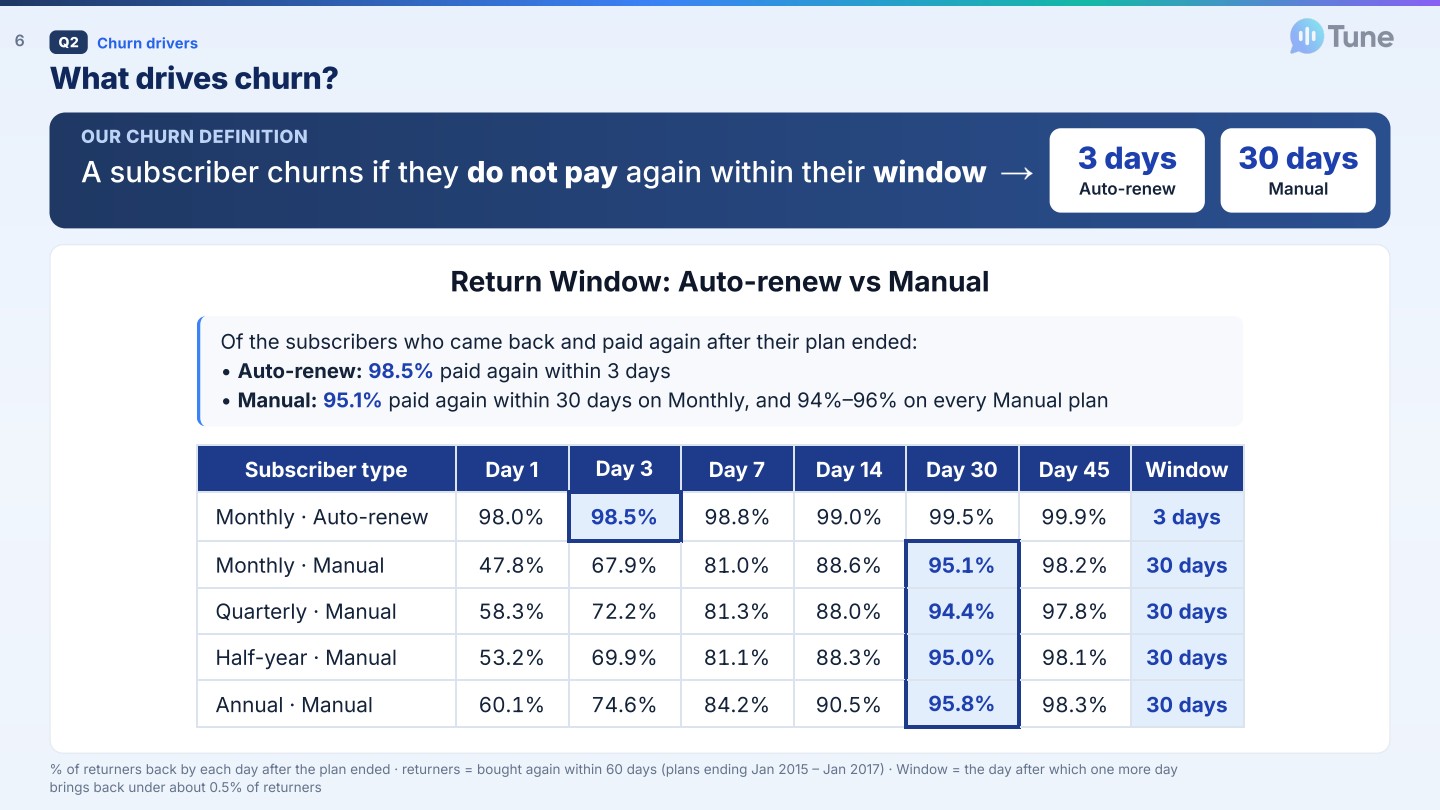 6
Q2 Churn drivers
Tune
What drives churn?
OUR CHURN DEFINITION
A subscriber churns if they do not pay again within their window →
3 days
Auto-renew
30 days
Manual
Return Window: Auto-renew vs Manual
Of the subscribers who came back and paid again after their plan ended:
• Auto-renew: 98.5% paid again within 3 days
• Manual: 95.1% paid again within 30 days on Monthly, and 94%–96% on every Manual plan
Subscriber type Day 1 Day 3 Day 7 Day 14 Day 30 Day 45 Window
Monthly · Auto-renew 98.0% 98.5% 98.8% 99.0% 99.5% 99.9% 3 days
Monthly · Manual 47.8% 67.9% 81.0% 88.6% 95.1% 98.2% 30 days
Quarterly · Manual 58.3% 72.2% 81.3% 88.0% 94.4% 97.8% 30 days
Half-year · Manual 53.2% 69.9% 81.1% 88.3% 95.0% 98.1% 30 days
Annual · Manual 60.1% 74.6% 84.2% 90.5% 95.8% 98.3% 30 days
% of returners back by each day after the plan ended · returners = bought again within 60 days (plans ending Jan 2015 – Jan 2017) · Window = the day after which one more day
brings back under about 0.5% of returners